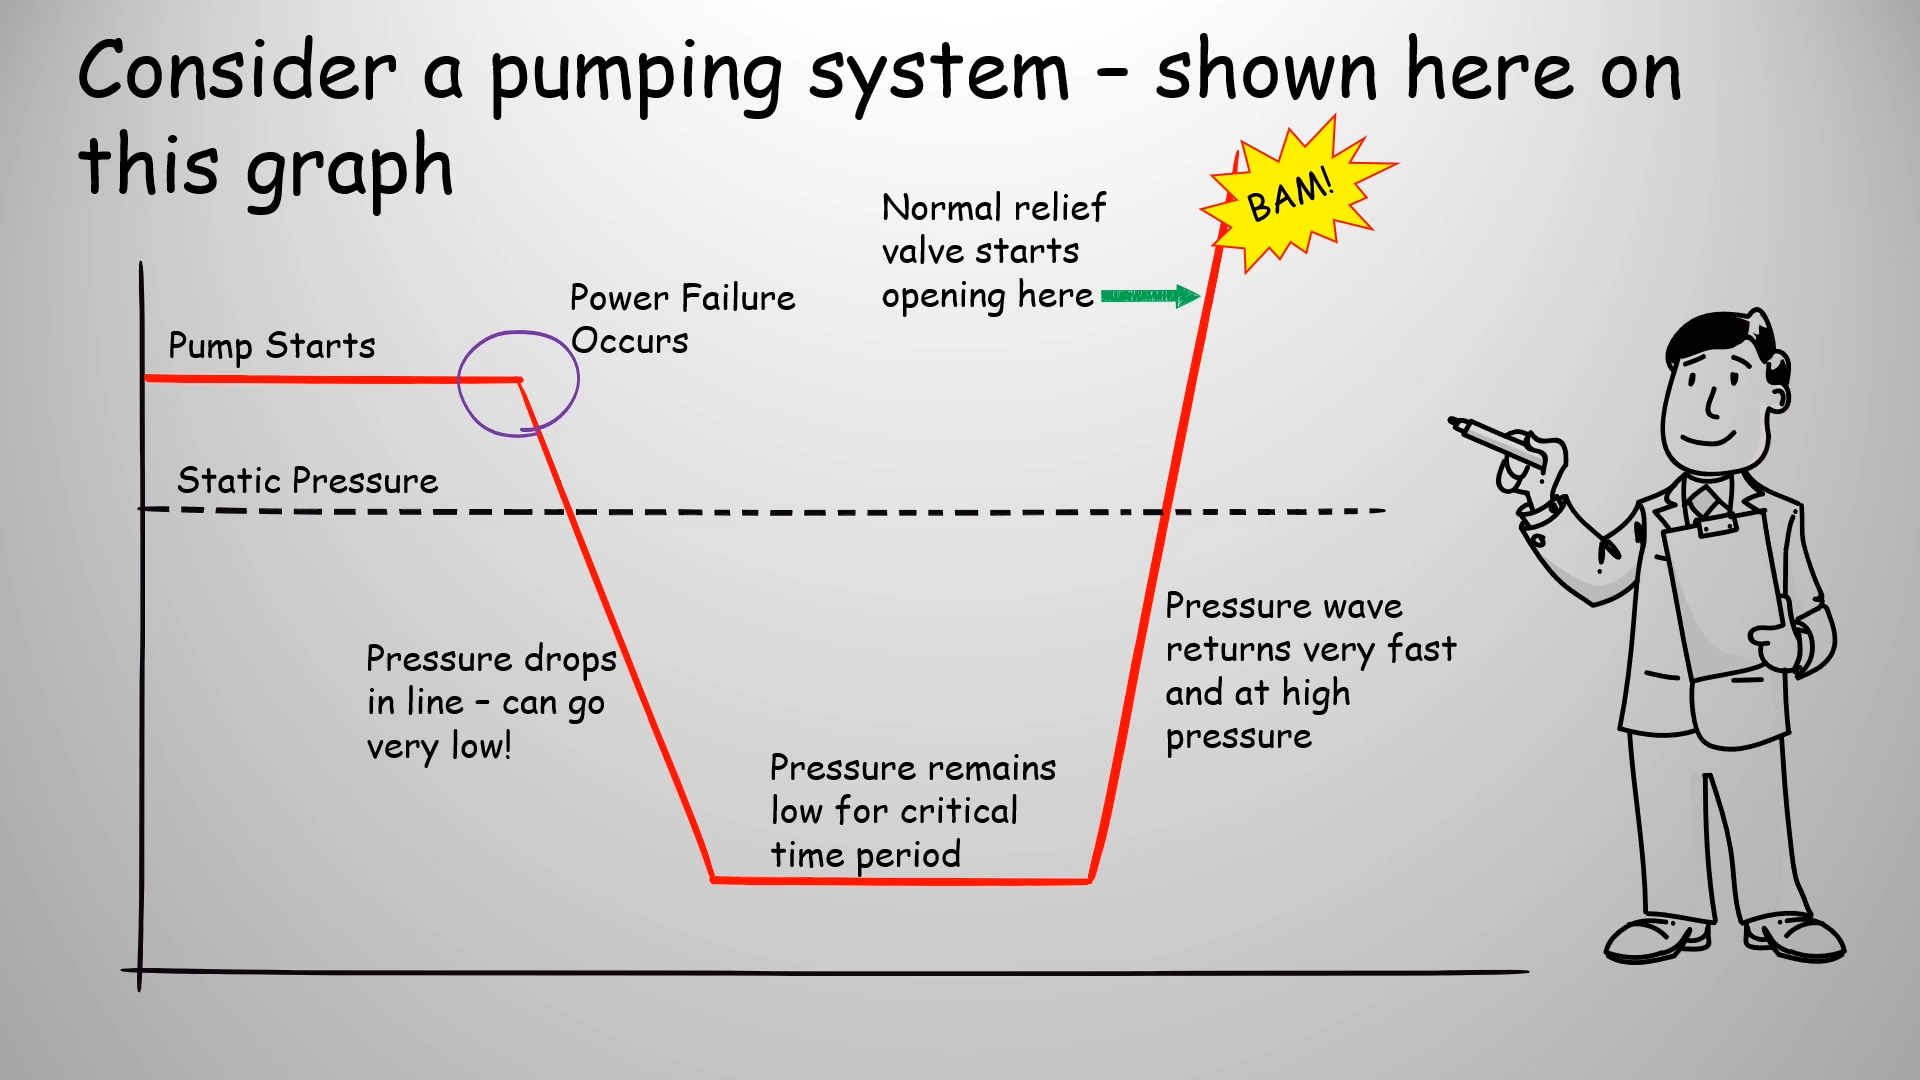 Consider a pumping system – shown here on
this graph
BAM!
Normal relief
valve starts
opening here
Power Failure
Occurs
Pump Starts
Static Pressure
Pressure drops
in line – can go
very low!
Pressure remains
low for critical
time period
Pressure wave
returns very fast
and at high
pressure